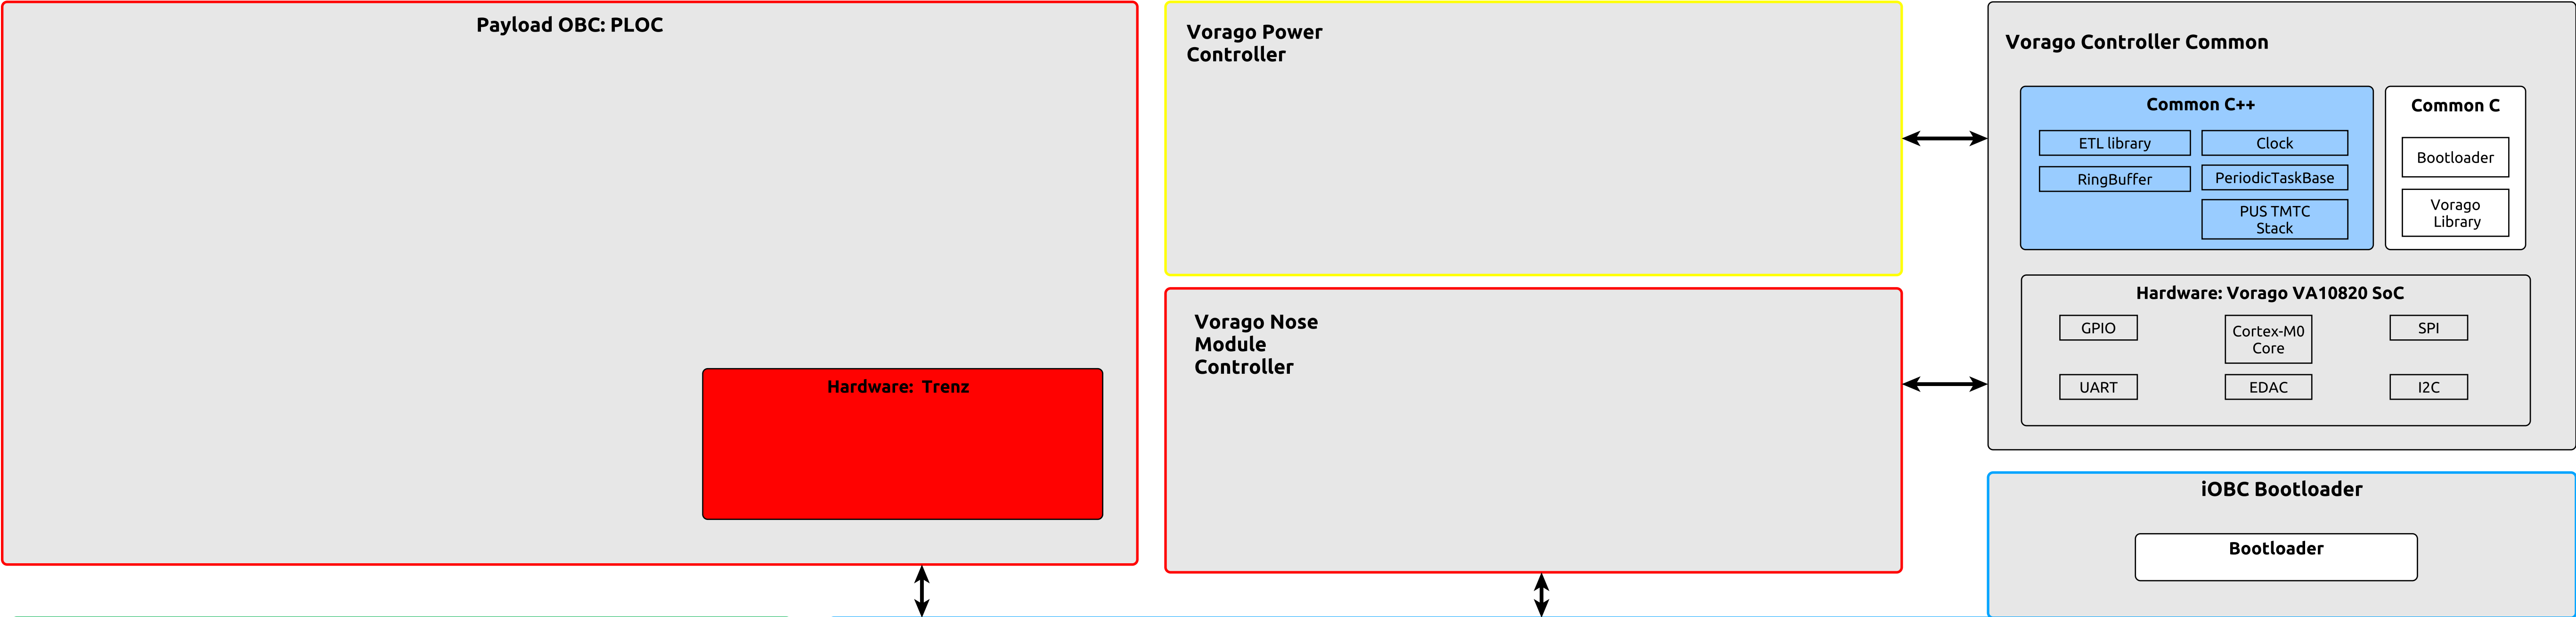 Payload OBC: PLOC
Hardware: Trenz
Vorago Power
Controller
Vorago Nose
Module
Controller
Vorago Controller Common
Common C++
ETL library
Clock
RingBuffer
PeriodicTaskBase
PUS TMTC
Stack
Common C
Bootloader
Vorago
Library
Hardware: Vorago VA10820 SoC
GPIO
Cortex-M0
Core
SPI
UART
EDAC
I2C
iOBC Bootloader
Bootloader